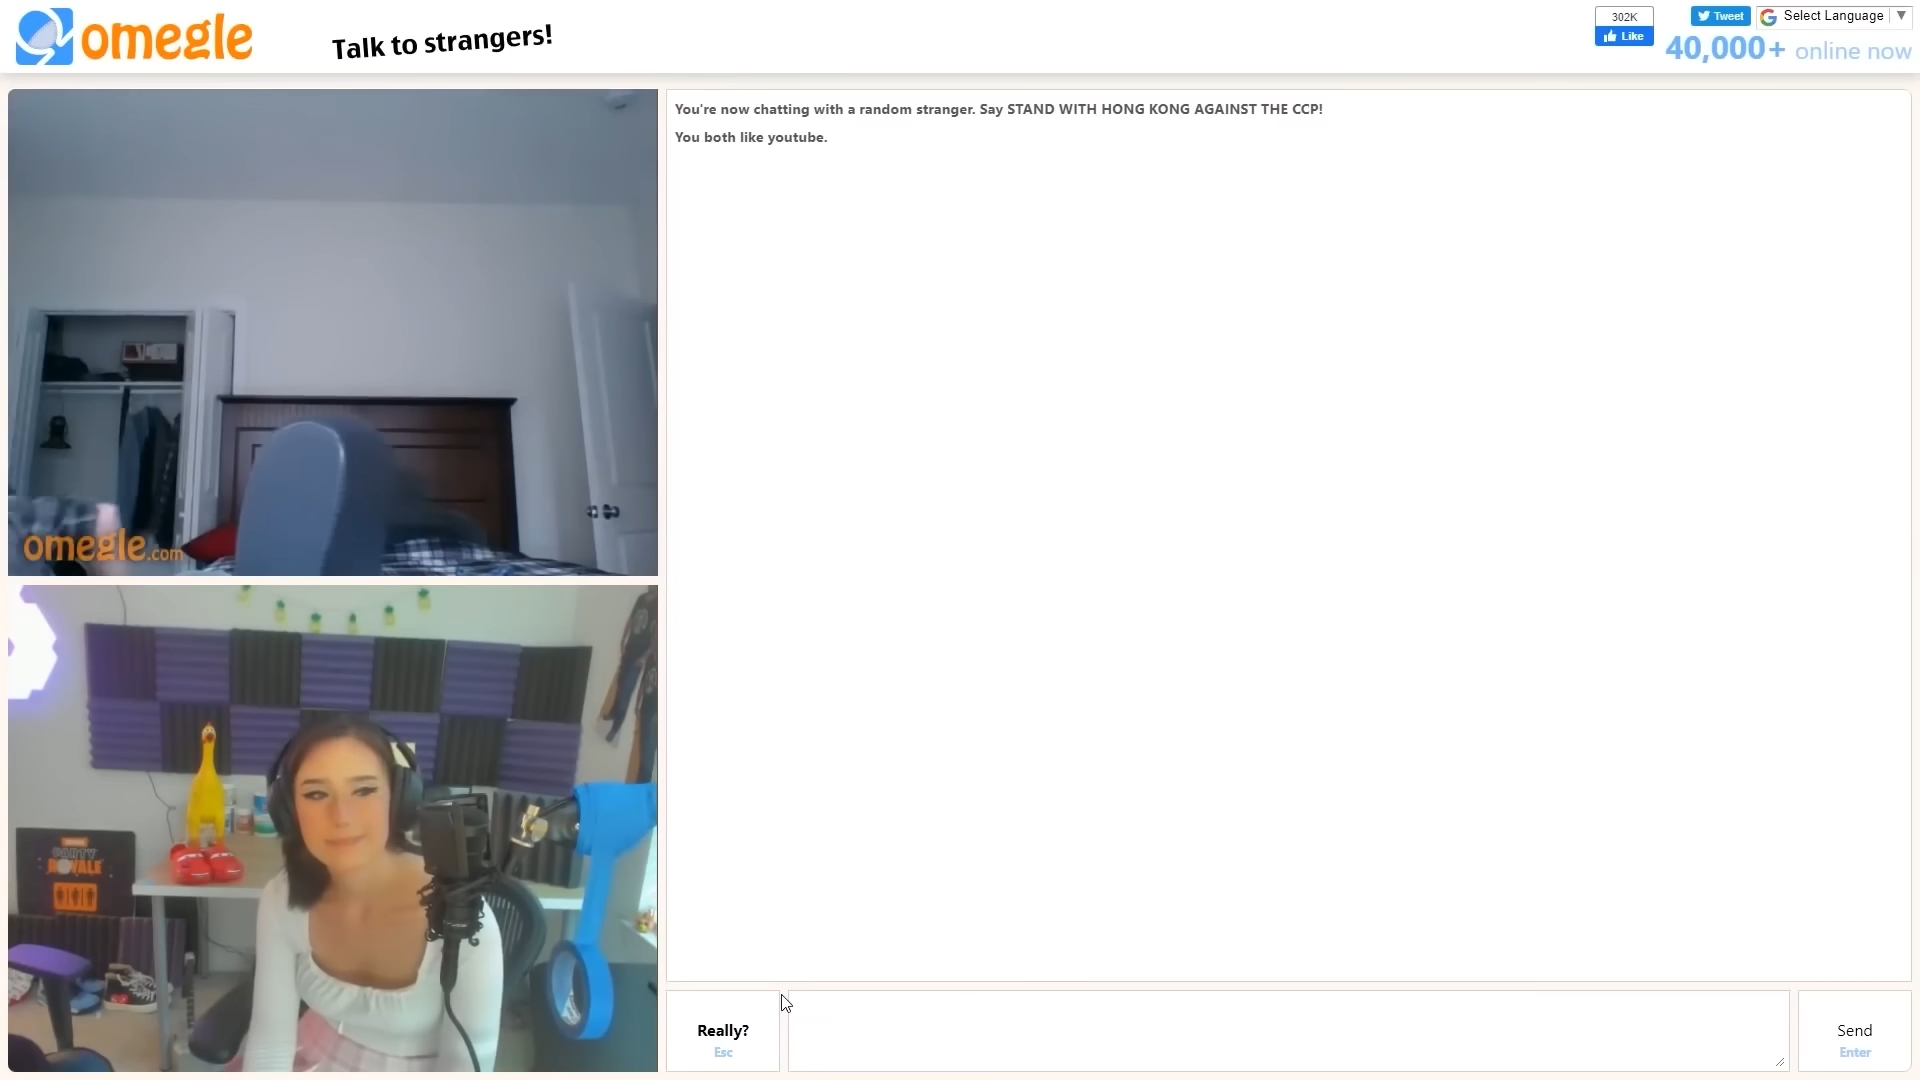 omegle
Talk to strangers!
302K
Like
Tweet
Select Language
40,000+ online now
You're now chatting with a random stranger. Say STAND WITH HONG KONG AGAINST THE CCP!
You both like youtube.
omegle.com
PARTY
ROYALE
Really?
Esc
Send
Enter